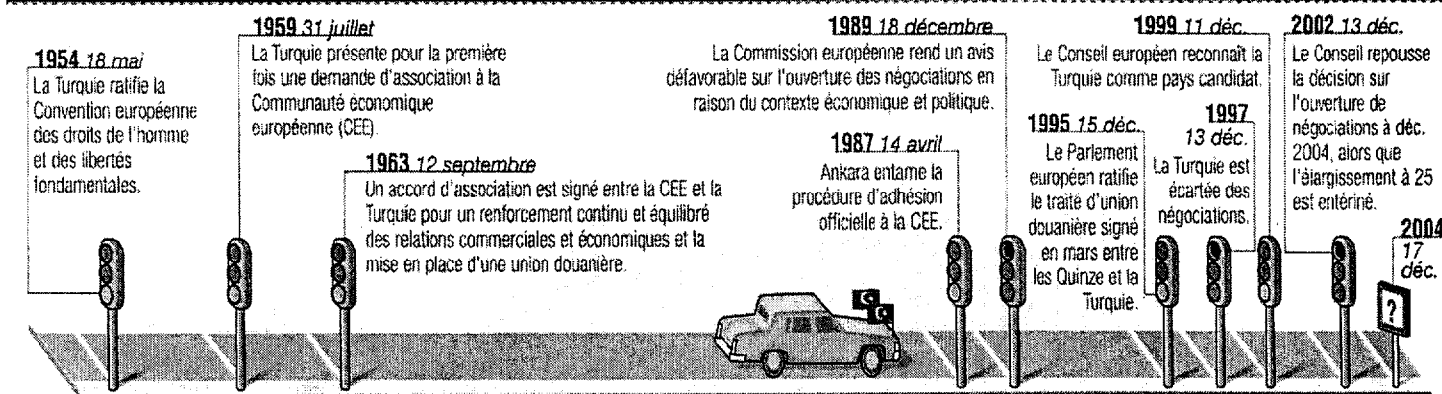 1954 18 mai
La Turquie ratifie la
Convention européenne
des droits de l'homme
et des libertés
fondamentales.
1959 31 juillet
La Turquie présente pour la première
fois une demande d'association à la
Communauté économique
européenne (CEE).
1963 12 septembre
Un accord d'association est signé entre la CEE et la
Turquie pour un renforcement continu et équilibré
des relations commerciales et économiques et la
mise en place d'une union douanière.
1987 14 avril
Ankara entame la
procédure d'adhésion
officielle à la CEE.
1989 18 décembre
La Commission européenne rend un avis
défavorable sur l'ouverture des négociations en
raison du contexte économique et politique.
1995 15 déc.
Le Parlement
européen ratifie
le traité d'union
douanière signé
en mars entre
les Quinze et la
Turquie.
1997
13 déc.
La Turquie est
écartée des
négociations.
1999 11 déc.
Le Conseil européen reconnaît la
Turquie comme pays candidat.
2002 13 déc.
Le Conseil repousse
la décision sur
l'ouverture de
négociations à déc.
2004, alors que
l'élargissement à 25
est entériné.
2004
17
déc.
?